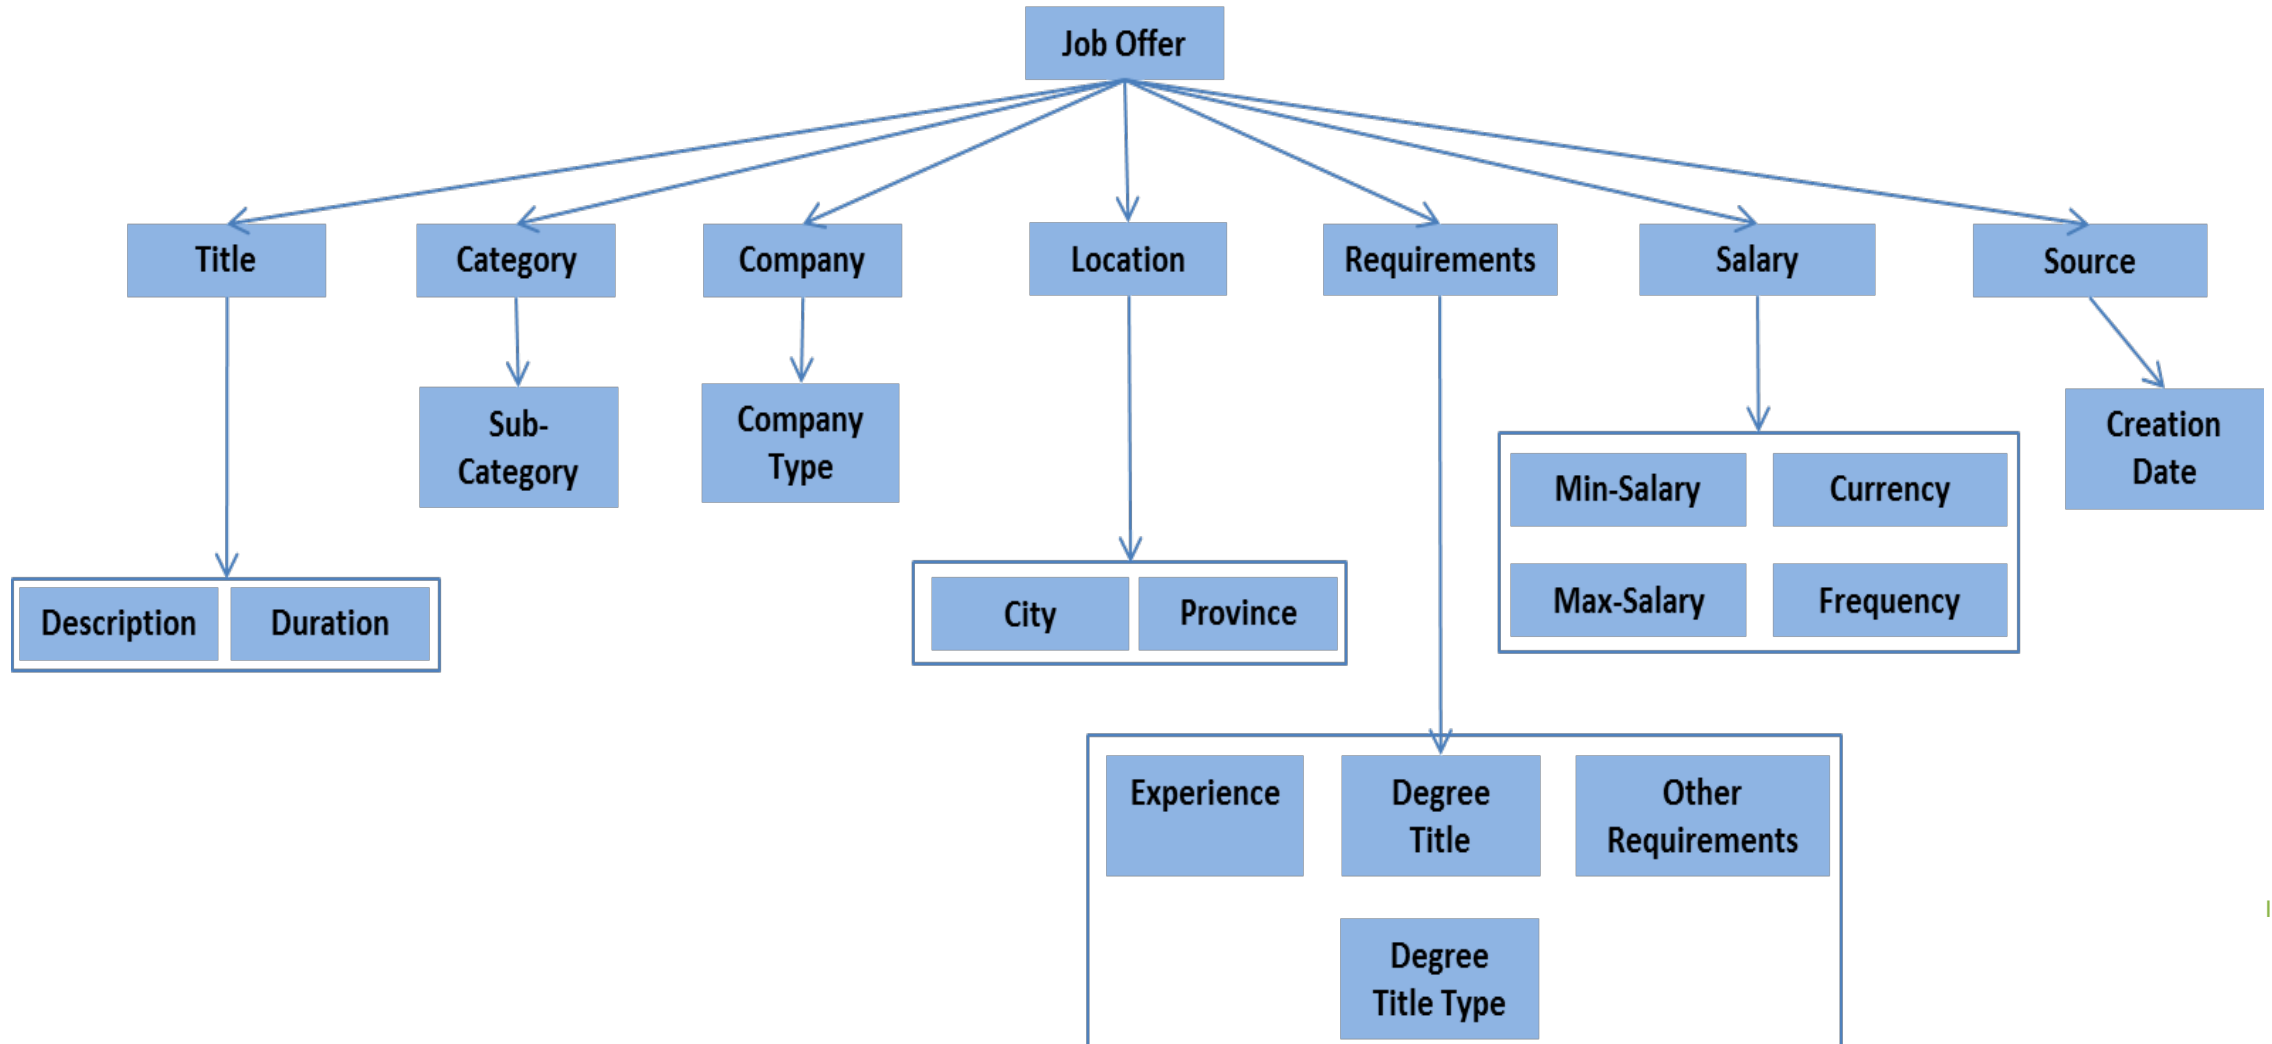 Job Offer
Title
Category
Company
Location
Requirements
Salary
Source
Sub-
Category
Company
Type
Creation
Date
Min-Salary
Currency
Max-Salary
Frequency
Description
Duration
City
Province
Experience
Degree
Title
Other
Requirements
Degree
Title Type